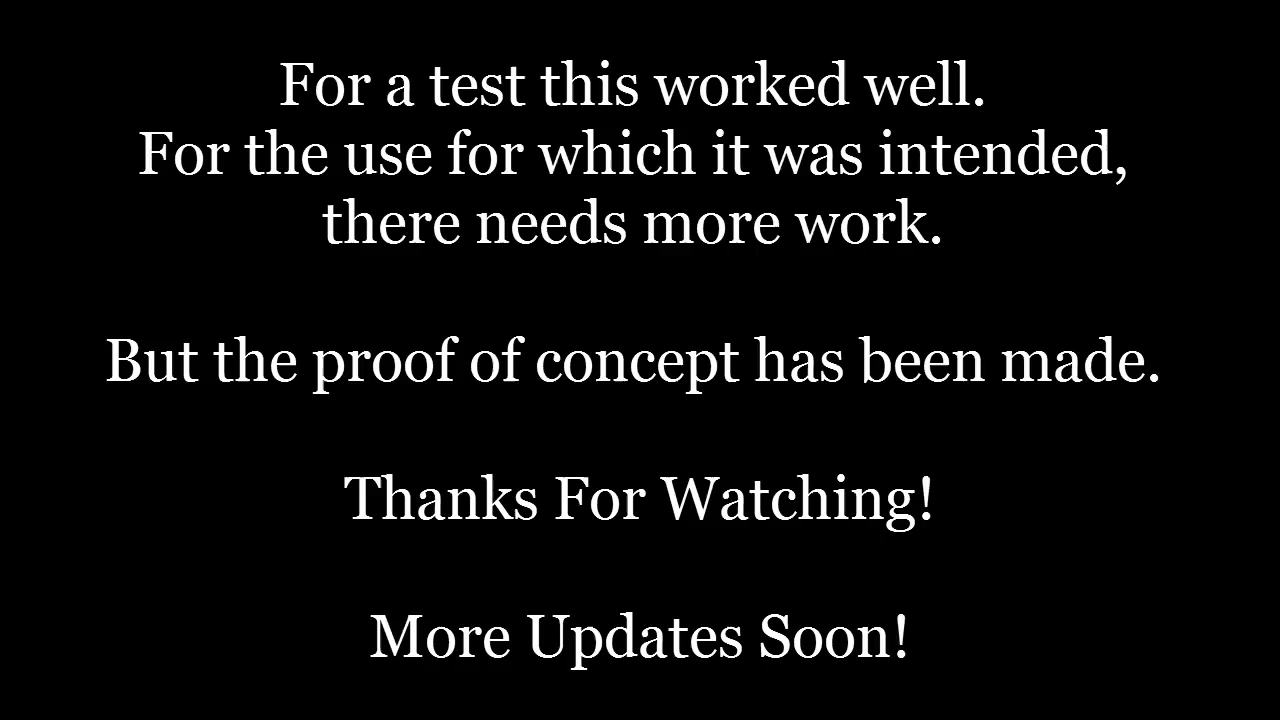 For a test this worked well.
For the use for which it was intended,
there needs more work.
But the proof of concept has been made.
Thanks For Watching!
More Updates Soon!